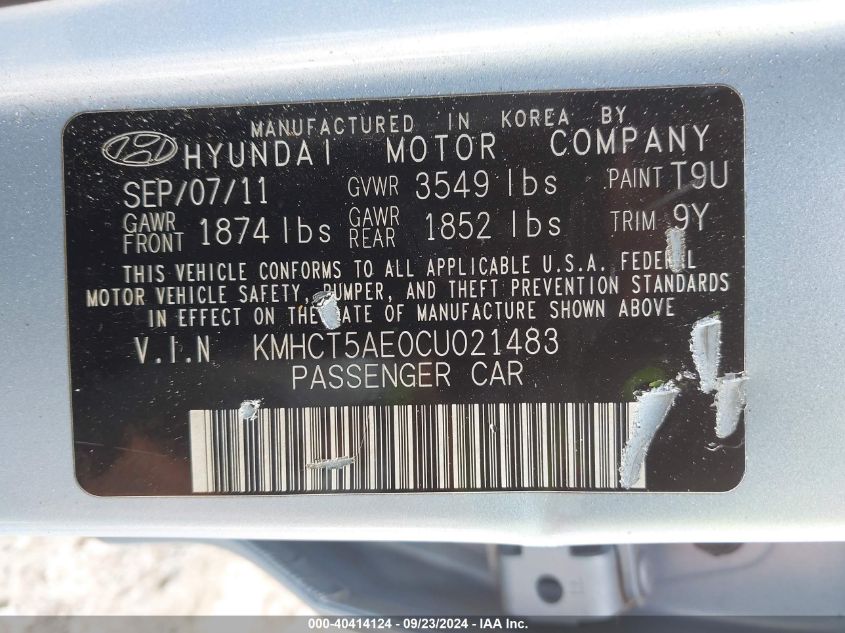 MANUFACTURED IN KOREA BY
HYUNDAI MOTOR COMPANY
SEP/07/11 GVWR 3549 lbs PAINT T9U
GAWR FRONT 1874 lbs GAWR REAR 1852 lbs TRIM 9Y
THIS VEHICLE CONFORMS TO ALL APPLICABLE U.S.A. FEDERAL
MOTOR VEHICLE SAFETY, BUMPER, AND THEFT PREVENTION STANDARDS
IN EFFECT ON THE DATE OF MANUFACTURE SHOWN ABOVE
V.I.N KMHCT5AE0CU021483
PASSENGER CAR
000-40414124 - 09/23/2024 - IAA Inc.